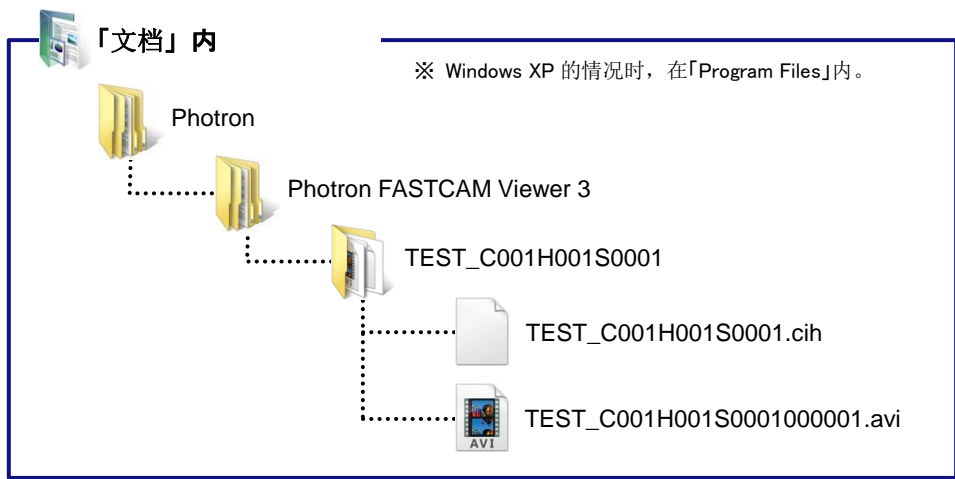 「文档」内
※ Windows XP 的情况时，在「Program Files」内。
Photron
Photron FASTCAM Viewer 3
TEST_C001H001S0001
TEST_C001H001S0001.cih
AVI
TEST_C001H001S0001000001.avi